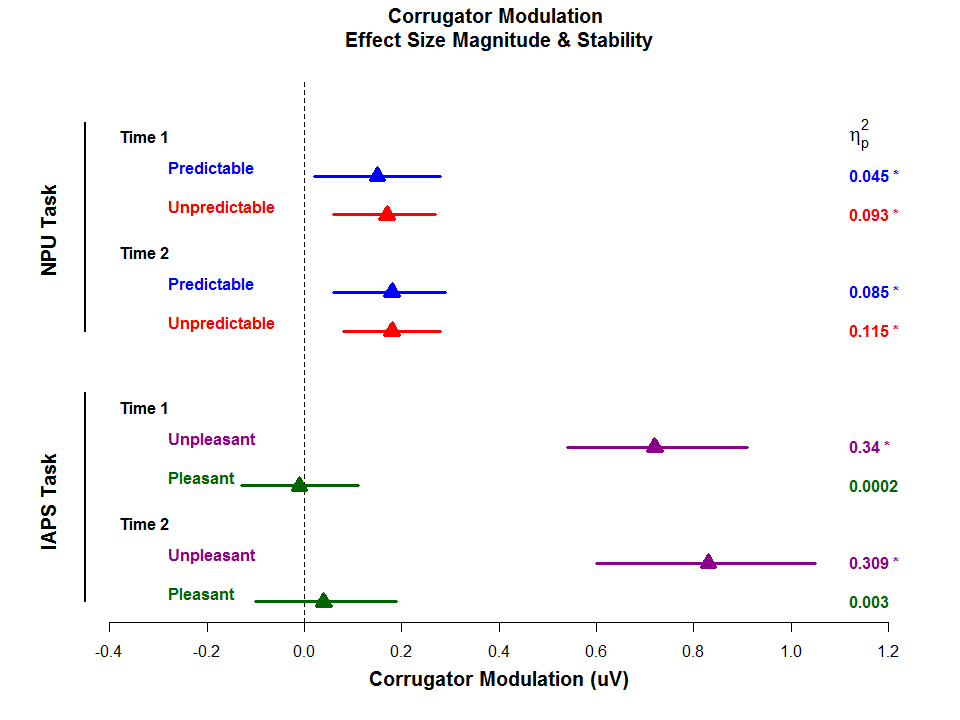 Corrugator Modulation
Effect Size Magnitude & Stability
NPU Task
Time 1
η²p
Predictable 0.045 *
Unpredictable 0.093 *
Time 2
Predictable 0.085 *
Unpredictable 0.115 *
IAPS Task
Time 1
Unpleasant 0.34 *
Pleasant 0.0002
Time 2
Unpleasant 0.309 *
Pleasant 0.003
-0.4 -0.2 0.0 0.2 0.4 0.6 0.8 1.0 1.2
Corrugator Modulation (uV)